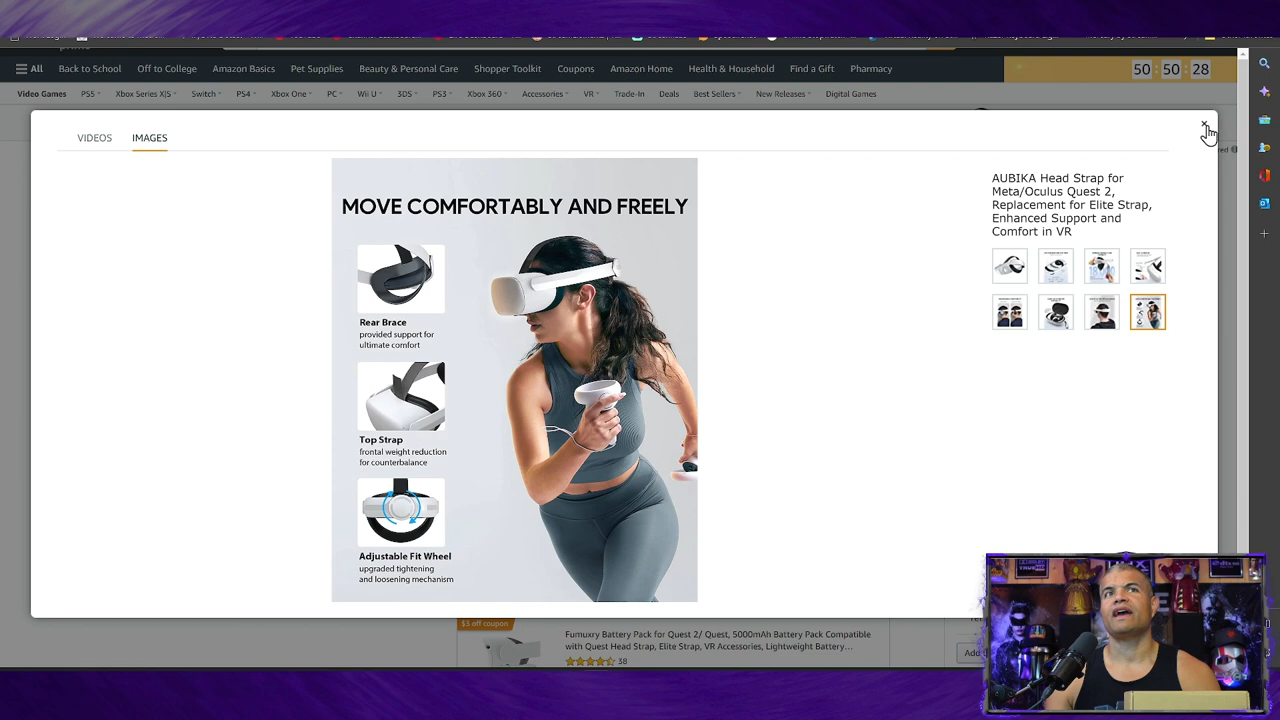 All Back to School Off to College Amazon Basics Pet Supplies Beauty & Personal Care Shopper Toolkit Coupons Amazon Home Health & Household Find a Gift Pharmacy
50 : 50 : 28
Video Games PS5 Xbox Series X|S Switch PS4 Xbox One PC Wii U 3DS PS3 Xbox 360 Accessories VR Trade-In Deals Best Sellers New Releases Digital Games
VIDEOS IMAGES
MOVE COMFORTABLY AND FREELY
Rear Brace
provided support for
ultimate comfort
Top Strap
frontal weight reduction
for counterbalance
Adjustable Fit Wheel
upgraded tightening
and loosening mechanism
AUBIKA Head Strap for
Meta/Oculus Quest 2,
Replacement for Elite Strap,
Enhanced Support and
Comfort in VR
$3 off coupon
Fumuxry Battery Pack for Quest 2/ Quest, 5000mAh Battery Pack Compatible
with Quest Head Strap, Elite Strap, VR Accessories, Lightweight Battery...
38
Add